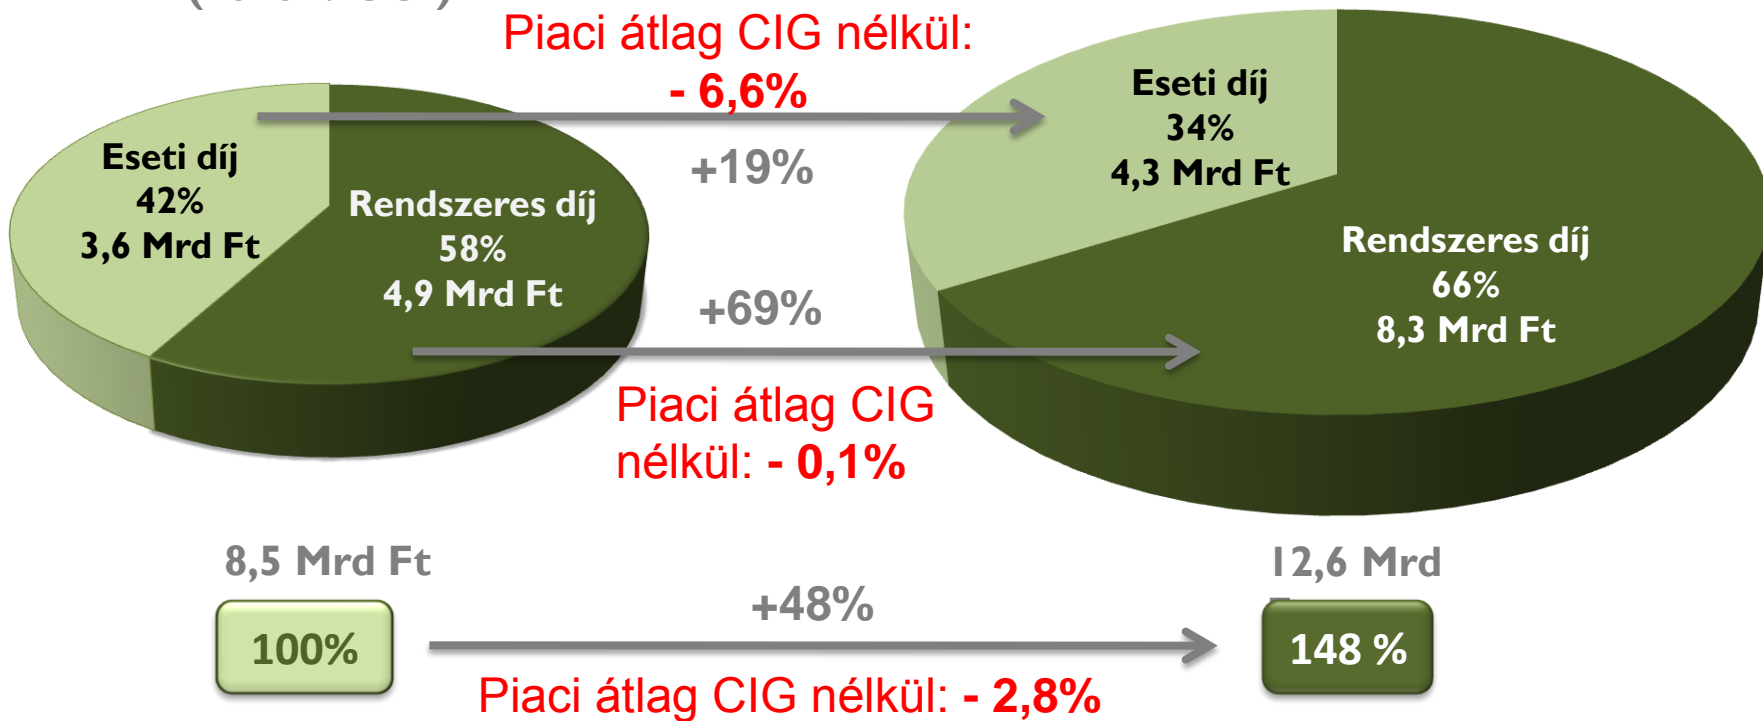 Piaci átlag CIG nélkül:
- 6,6%
+19%
Eseti díj
42%
3,6 Mrd Ft
Rendszeres díj
58%
4,9 Mrd Ft
Eseti díj
34%
4,3 Mrd Ft
Rendszeres díj
66%
8,3 Mrd Ft
+69%
Piaci átlag CIG
nélkül: - 0,1%
8,5 Mrd Ft
12,6 Mrd
100%
+48%
148 %
Piaci átlag CIG nélkül: - 2,8%